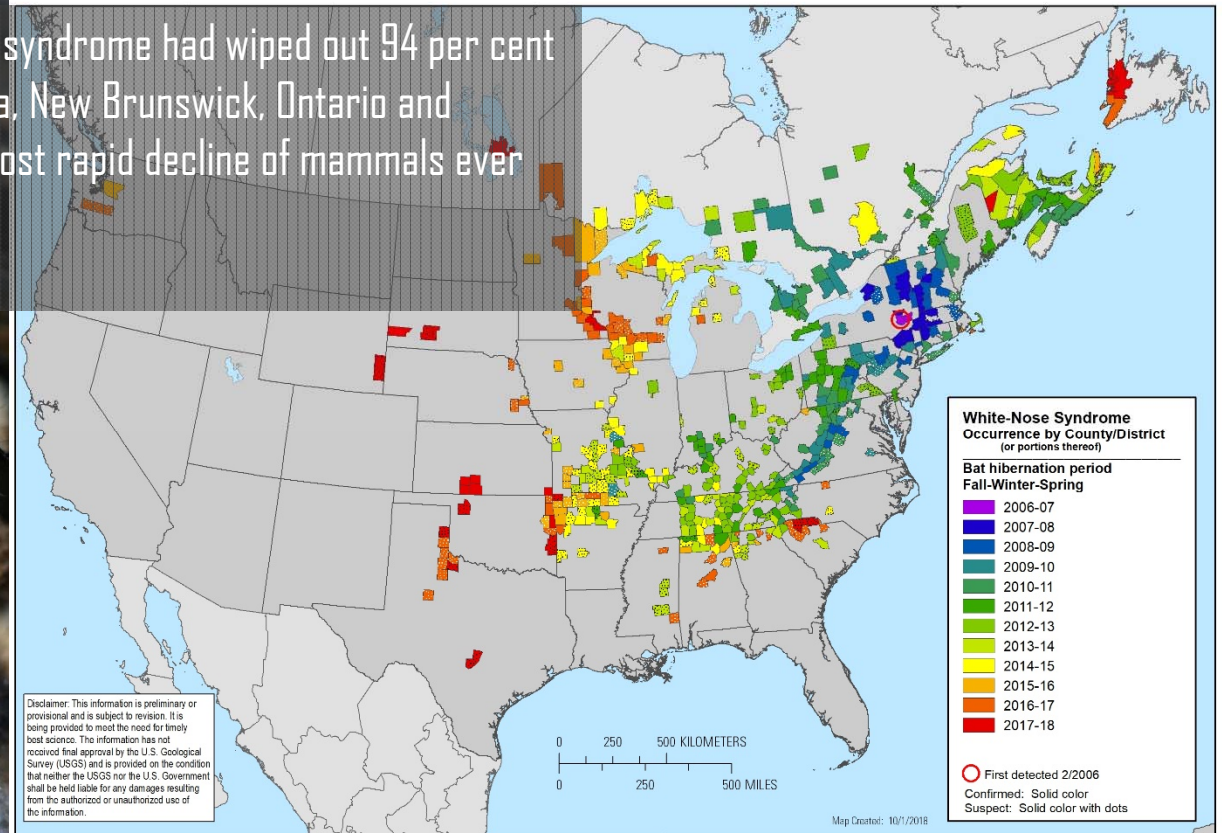 syndrome had wiped out 94 per cent
a, New Brunswick, Ontario and
ost rapid decline of mammals ever
White-Nose Syndrome
Occurrence by County/District
(or portions thereof)
Bat hibernation period
Fall-Winter-Spring
2006-07
2007-08
2008-09
2009-10
2010-11
2011-12
2012-13
2013-14
2014-15
2015-16
2016-17
2017-18
First detected 2/2006
Confirmed: Solid color
Suspect: Solid color with dots
Disclaimer: This information is preliminary or
provisional and is subject to revision. It is
being provided to meet the need for timely
best science. The information has not
received final approval by the U.S. Geological
Survey (USGS) and is provided on the condition
that neither the USGS nor the U.S. Government
shall be held liable for any damages resulting
from the authorized or unauthorized use of
the information.
0 250 500 KILOMETERS
0 250 500 MILES
Map Created: 10/1/2018